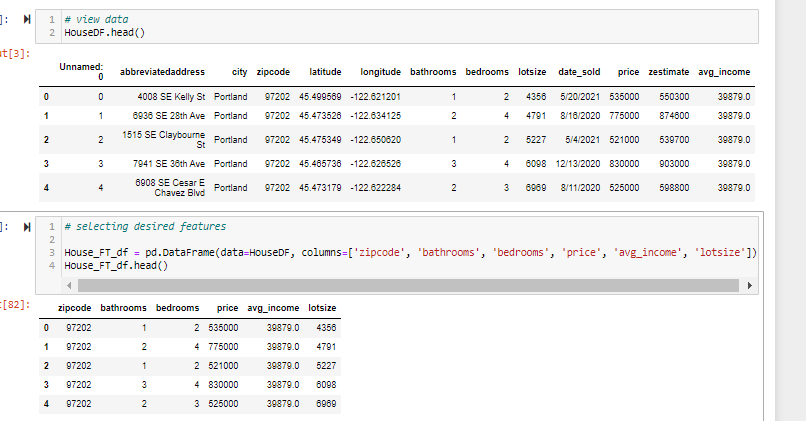 ]:
1 # view data
2 HouseDF.head()
ut[3]:
Unnamed: 0 abbreviatedaddress city zipcode latitude longitude bathrooms bedrooms lotsize date_sold price zestimate avg_income
0 0 4008 SE Kelly St Portland 97202 45.499569 -122.621201 1 2 4356 5/20/2021 535000 550300 39879.0
1 1 6936 SE 28th Ave Portland 97202 45.473526 -122.634125 2 4 4791 8/16/2020 775000 874600 39879.0
2 2 1515 SE Claybourne St Portland 97202 45.475349 -122.650620 1 2 5227 5/4/2021 521000 539700 39879.0
3 3 7941 SE 36th Ave Portland 97202 45.465736 -122.626526 3 4 6098 12/13/2020 830000 903000 39879.0
4 4 6908 SE Cesar E Chavez Blvd Portland 97202 45.473179 -122.622284 2 3 6969 8/11/2020 525000 598800 39879.0
]:
1 # selecting desired features
2
3 House_FT_df = pd.DataFrame(data=HouseDF, columns=['zipcode', 'bathrooms', 'bedrooms', 'price', 'avg_income', 'lotsize'])
4 House_FT_df.head()
t[82]:
zipcode bathrooms bedrooms price avg_income lotsize
0 97202 1 2 535000 39879.0 4356
1 97202 2 4 775000 39879.0 4791
2 97202 1 2 521000 39879.0 5227
3 97202 3 4 830000 39879.0 6098
4 97202 2 3 525000 39879.0 6969